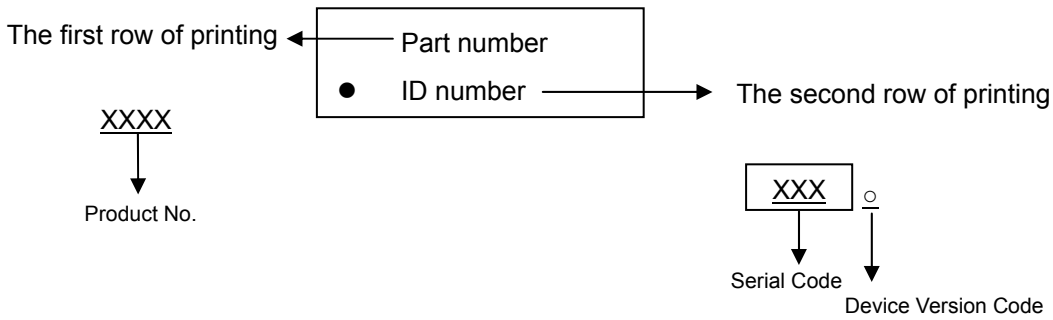 The first row of printing
Part number
ID number
The second row of printing
XXXX
Product No.
XXX ○
Serial Code
Device Version Code